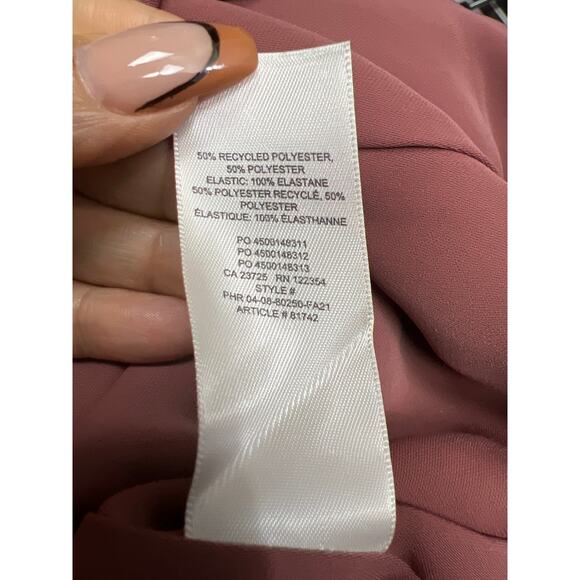 50% RECYCLED POLYESTER,
50% POLYESTER
ELASTIC: 100% ELASTANE
50% POLYESTER RECYCLÉ, 50%
POLYESTER
ÉLASTIQUE: 100% ÉLASTHANNE
PO 4500148311
PO 4500148312
PO 4500148313
CA 23725 RN 122354
STYLE #
PHR 04-08-80250-FA21
ARTICLE # 81742